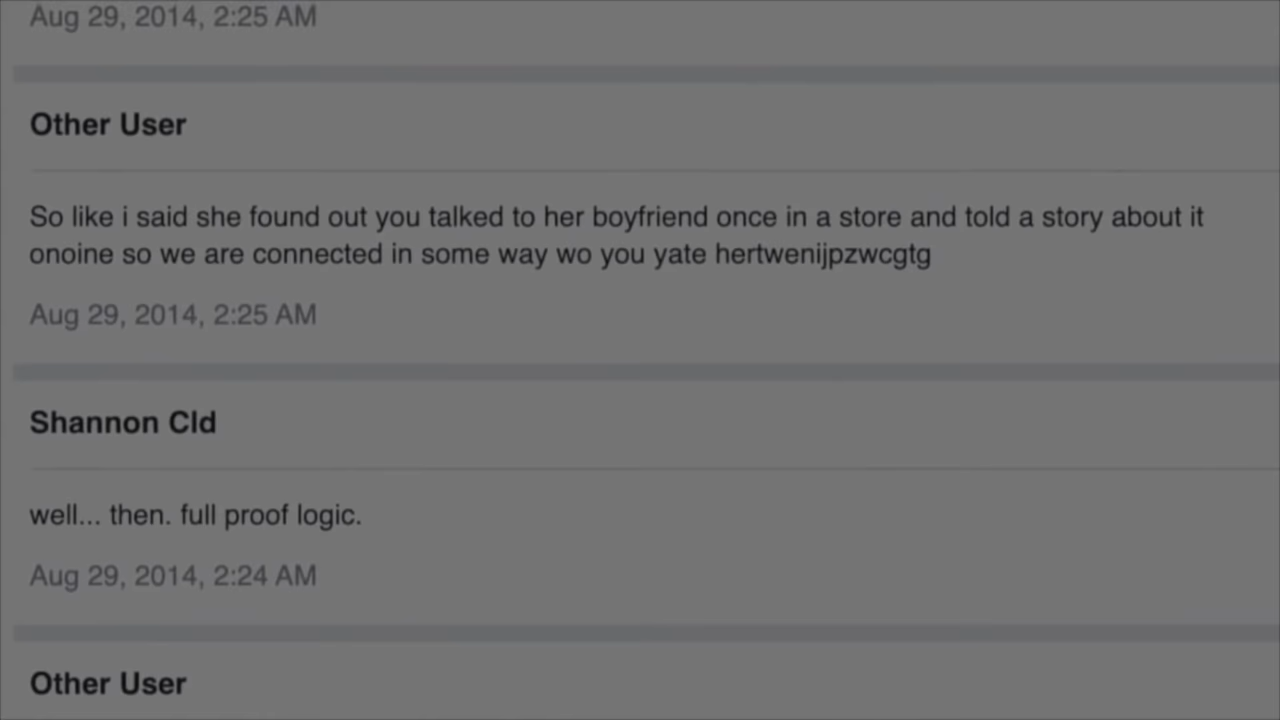 Aug 29, 2014, 2:25 AM
Other User
So like i said she found out you talked to her boyfriend once in a store and told a story about it
onoine so we are connected in some way wo you yate hertwenijpzwcgtg
Aug 29, 2014, 2:25 AM
Shannon Cld
well... then. full proof logic.
Aug 29, 2014, 2:24 AM
Other User